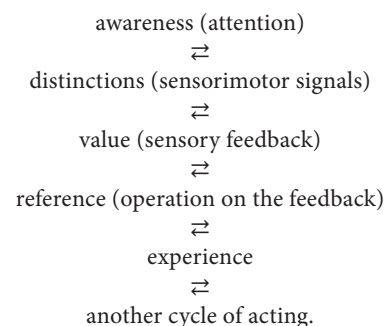 awareness (attention)
⇄
distinctions (sensorimotor signals)
⇄
value (sensory feedback)
⇄
reference (operation on the feedback)
⇄
experience
⇄
another cycle of acting.